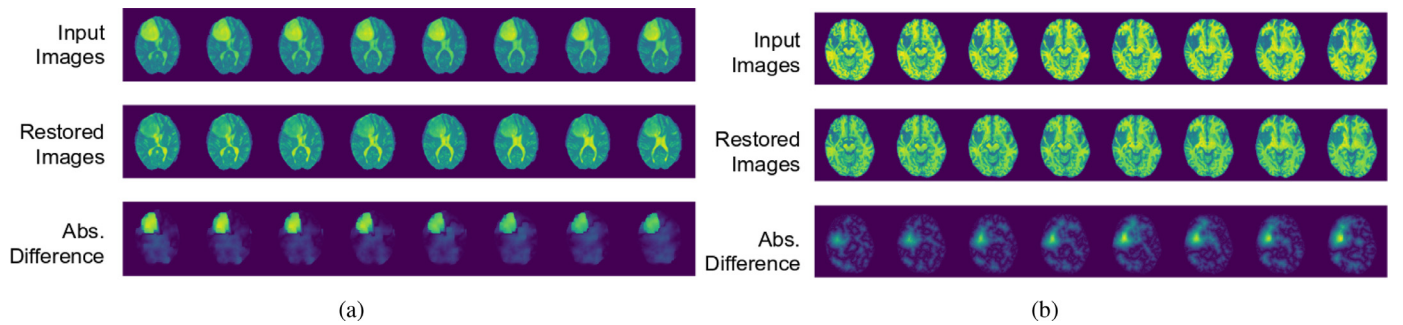 Input
Images
Restored
Images
Abs.
Difference
(a)
Input
Images
Restored
Images
Abs.
Difference
(b)